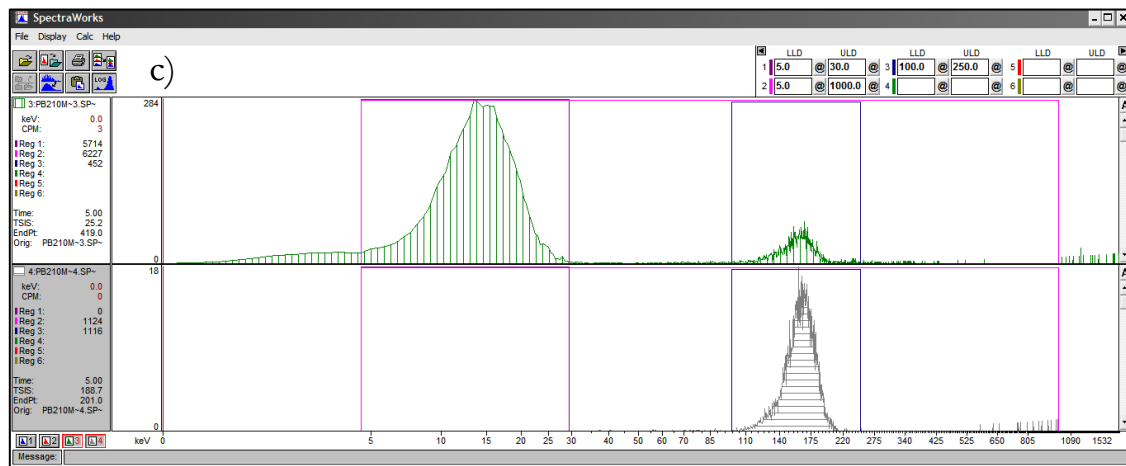 SpectraWorks
File Display Calc Help
c)
LLD ULD LLD ULD LLD ULD
1 5.0 @ 30.0 @ 3 100.0 @ 250.0 @ 5 @ @
2 5.0 @ 1000.0 @ 4 @ @ 6 @ @
LOG
3:PB210M~3.SP~
keV: 0.0
CPM: 3
Reg 1: 5714
Reg 2: 6227
Reg 3: 452
Reg 4:
Reg 5:
Reg 6:
Time: 5.00
TSIS: 25.2
EndPt: 419.0
Orig: PB210M~3.SP~
284
0
A
4:PB210M~4.SP~
keV: 0.0
CPM: 0
Reg 1: 0
Reg 2: 1124
Reg 3: 1116
Reg 4:
Reg 5:
Reg 6:
Time: 5.00
TSIS: 188.7
EndPt: 201.0
Orig: PB210M~4.SP~
18
0
A
1 2 3 4 keV 0 5 10 15 20 25 30 40 50 60 70 85 110 140 175 220 275 340 425 525 650 805 1090 1532
Message: